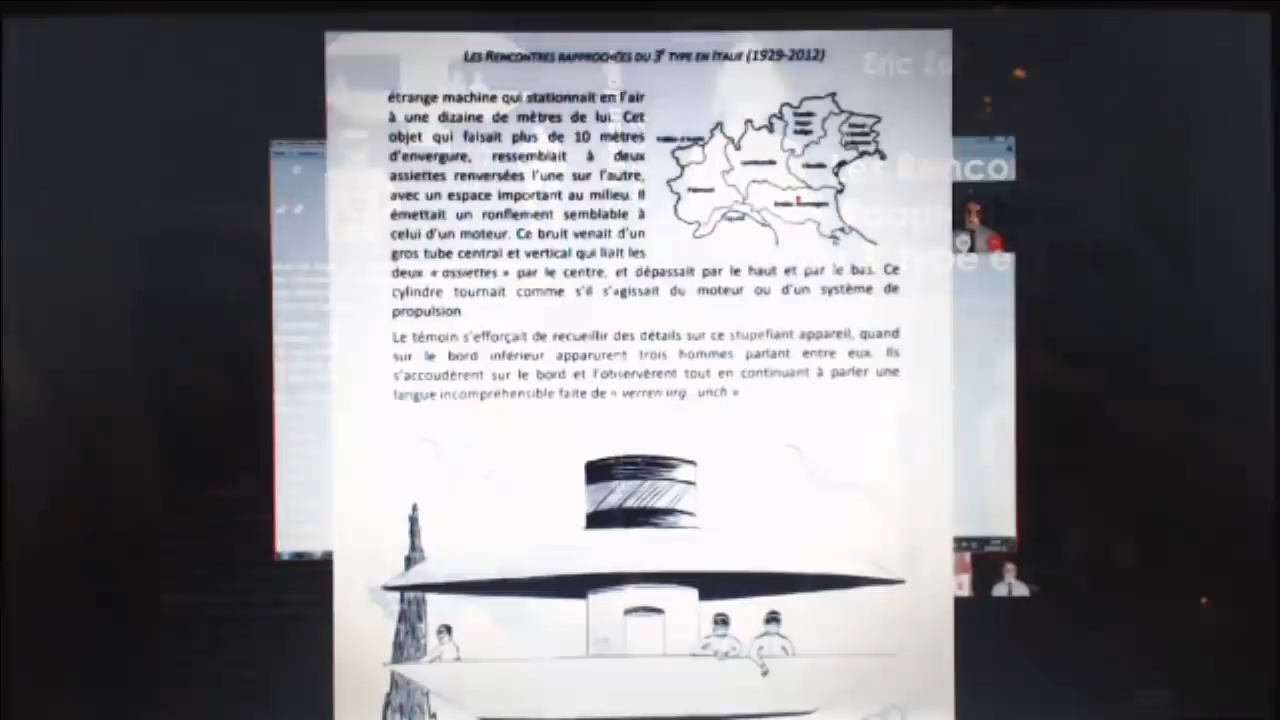 LES RENCONTRES RAPPROCHÉES DU 3e TYPE EN ITALIE (1929-2012)
étrange machine qui stationnait en l'air
à une dizaine de mètres de lui. Cet
objet qui faisait plus de 10 mètres
d'envergure, ressemblait à deux
assiettes renversées l'une sur l'autre,
avec un espace important au milieu. Il
émettait un ronflement semblable à
celui d'un moteur. Ce bruit venait d'un
gros tube central et vertical qui liait les
deux « assiettes » par le centre, et dépassait par le haut et par le bas. Ce
cylindre tournait comme s'il s'agissait du moteur ou d'un système de
propulsion.
Le témoin s'efforçait de recueillir des détails sur ce stupefiant appareil, quand
sur le bord inférieur apparurent trois hommes parlant entre eux. Ils
s'accoudèrent sur le bord et l'observèrent tout en continuant à parler une
langue incompréhensible faite de « verren urg.. unch »
Eric
Renco